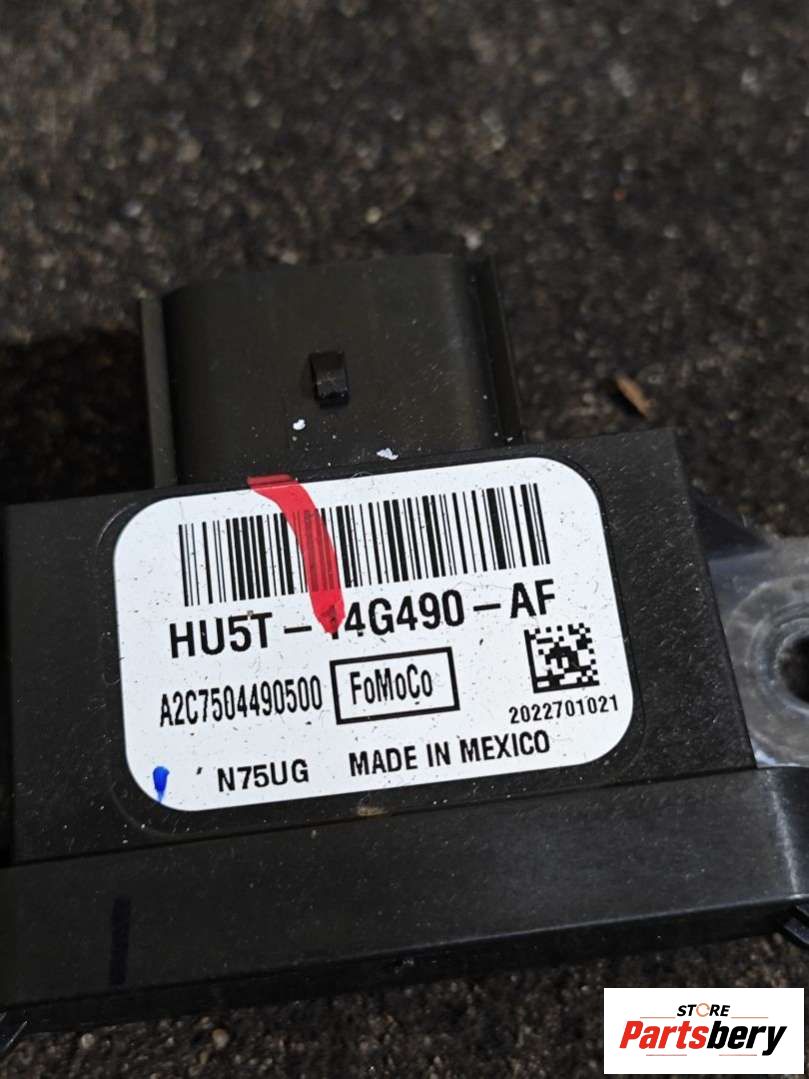 HU5T-14G490-AF
A2C7504490500 FoMoCo
2022701021
N75UG MADE IN MEXICO
STORE
Partsbery